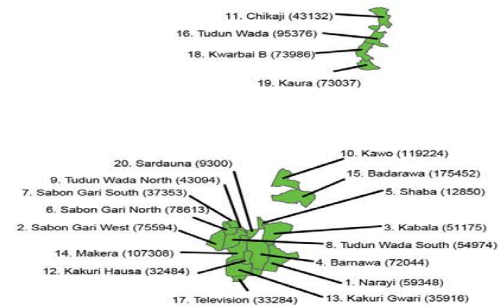 11. Chikaji (43132)
16. Tudun Wada (95376)
18. Kwarbai B (73986)
19. Kaura (73037)
10. Kawo (119224)
20. Sardauna (9300)
15. Badarawa (175452)
9. Tudun Wada North (43094)
5. Shaba (12850)
7. Sabon Gari South (37353)
6. Sabon Gari North (78613)
2. Sabon Gari West (75594)
3. Kabala (51175)
8. Tudun Wada South (54974)
14. Makera (107308)
4. Barnawa (72044)
12. Kakuri Hausa (32484)
1. Narayi (59348)
13. Kakuri Gwari (35916)
17. Television (33284)